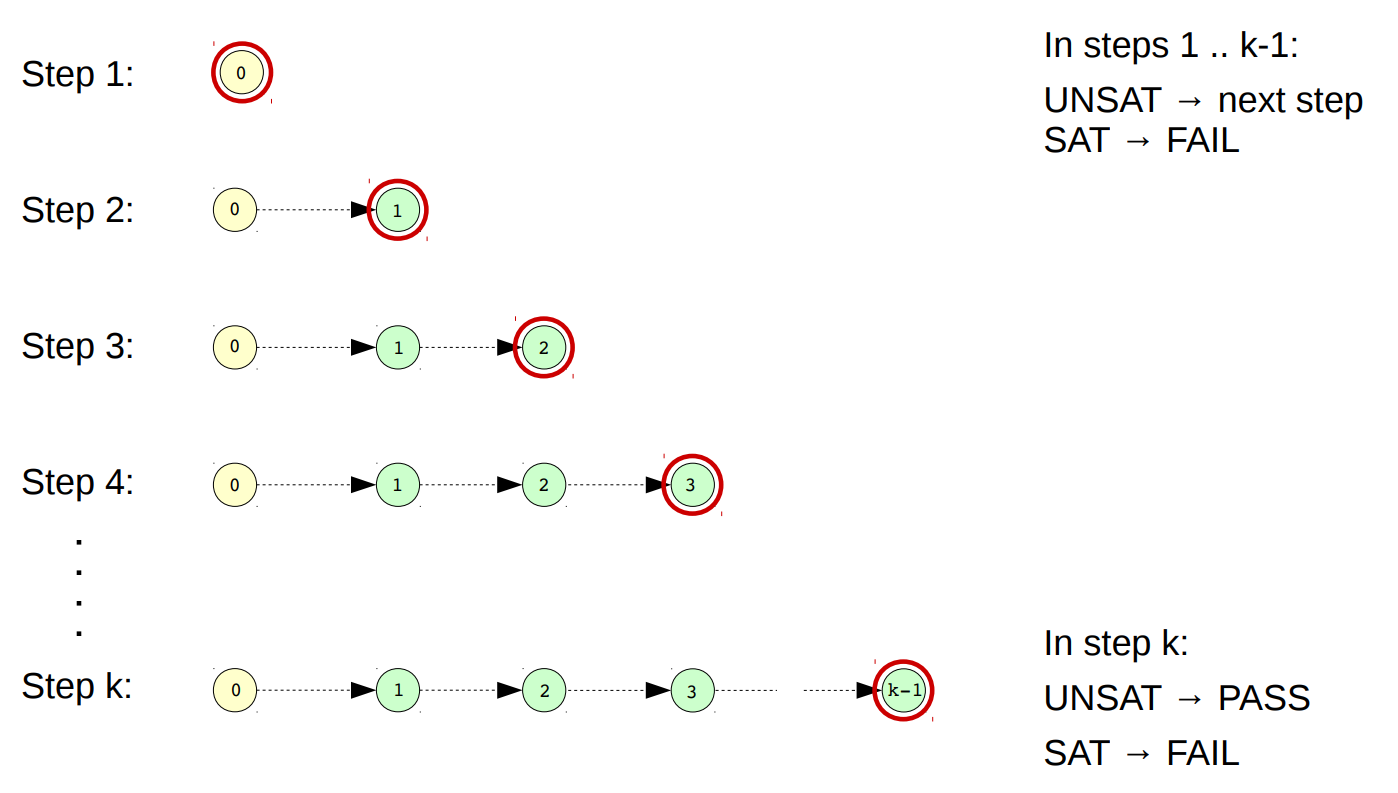 Step 1:
0
In steps 1 .. k-1:
UNSAT → next step
SAT → FAIL
Step 2:
0 1
Step 3:
0 1 2
Step 4:
0 1 2 3
.
.
.
.
Step k:
0 1 2 3 k-1
In step k:
UNSAT → PASS
SAT → FAIL